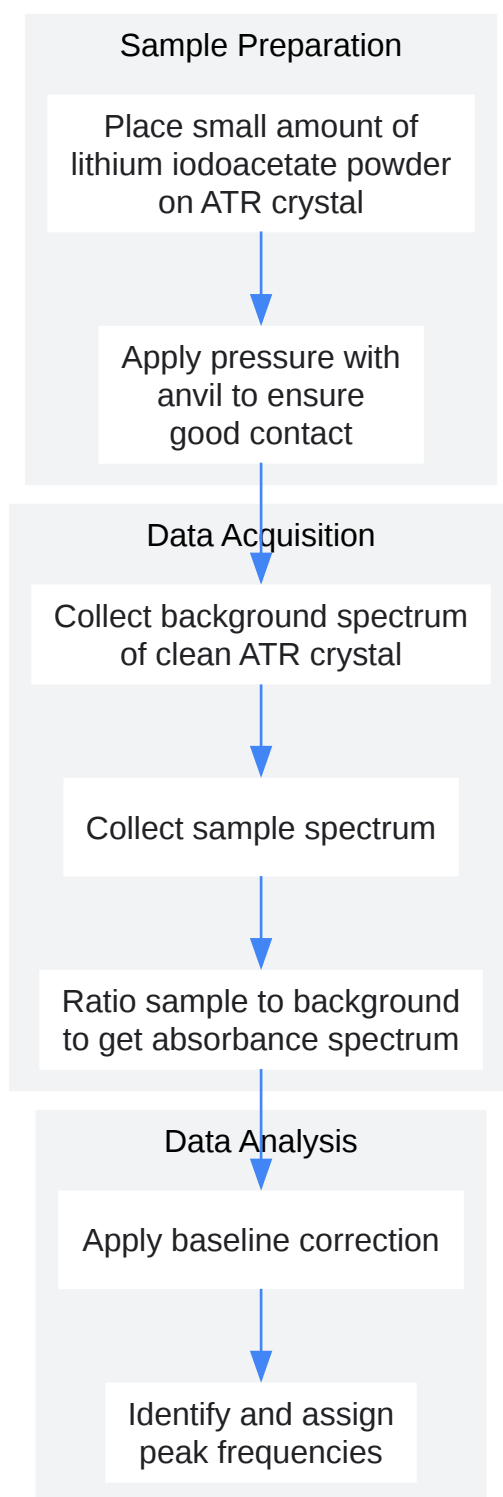 Sample Preparation
Place small amount of
lithium iodoacetate powder
on ATR crystal
Apply pressure with
anvil to ensure
good contact
Data Acquisition
Collect background spectrum
of clean ATR crystal
Collect sample spectrum
Ratio sample to background
to get absorbance spectrum
Data Analysis
Apply baseline correction
Identify and assign
peak frequencies